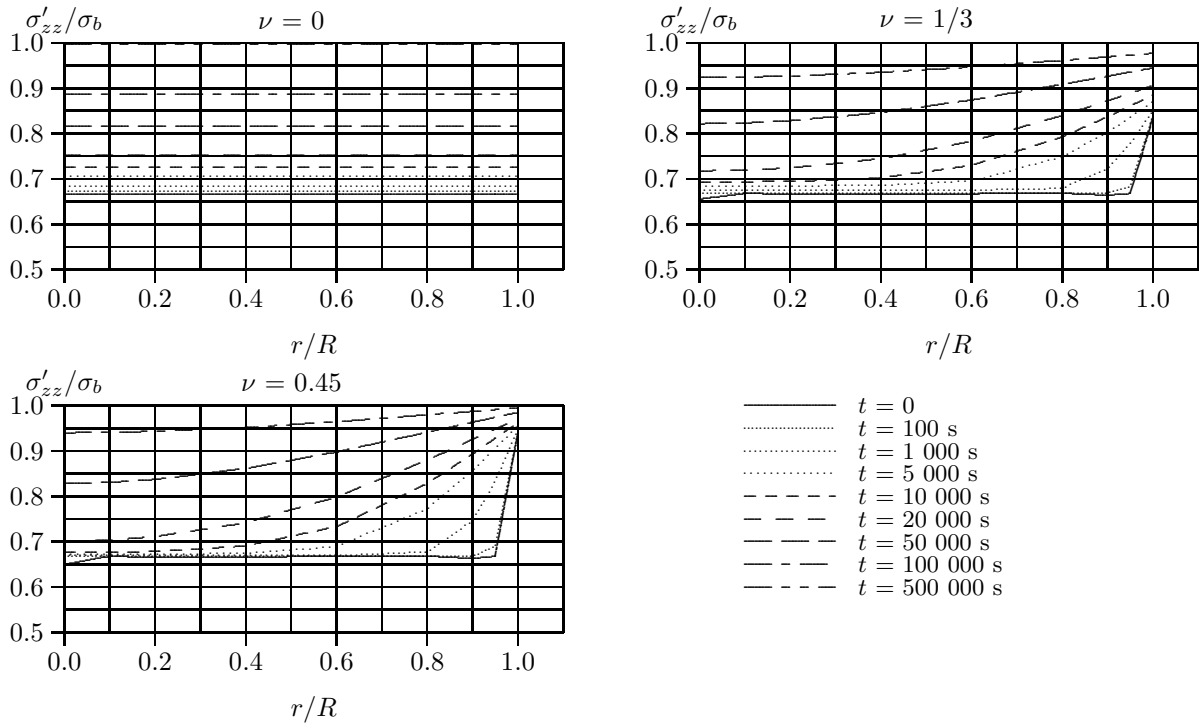 σ′zz/σb
ν = 0
1.0
0.9
0.8
0.7
0.6
0.5
0.0 0.2 0.4 0.6 0.8 1.0
r/R
σ′zz/σb
ν = 1/3
1.0
0.9
0.8
0.7
0.6
0.5
0.0 0.2 0.4 0.6 0.8 1.0
r/R
σ′zz/σb
ν = 0.45
1.0
0.9
0.8
0.7
0.6
0.5
0.0 0.2 0.4 0.6 0.8 1.0
r/R
t = 0
t = 100 s
t = 1 000 s
t = 5 000 s
t = 10 000 s
t = 20 000 s
t = 50 000 s
t = 100 000 s
t = 500 000 s